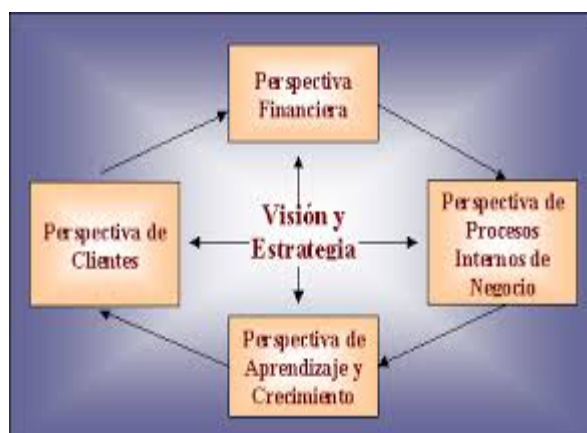 Perspectiva
Financiera
Perspectiva de
Clientes
Visión y
Estrategia
Perspectiva de
Procesos
Internos de
Negocio
Perspectiva de
Aprendizaje y
Crecimiento